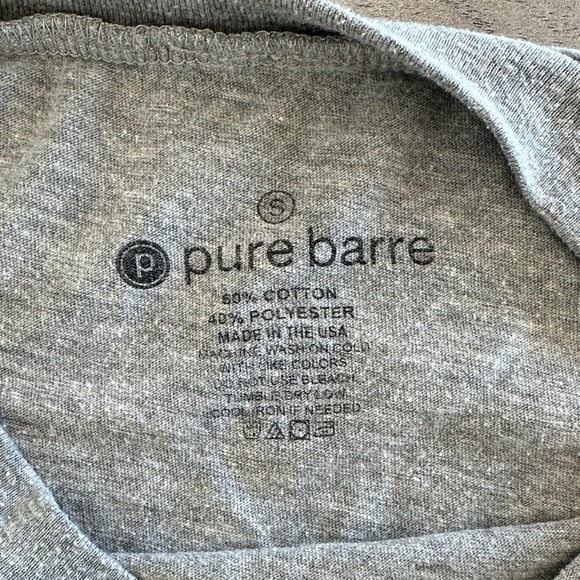 S
p pure barre
60% COTTON
40% POLYESTER
MADE IN THE USA
MACHINE WASH ON COLD
WITH LIKE COLORS
DO NOT USE BLEACH
TUMBLE DRY LOW
COOL IRON IF NEEDED